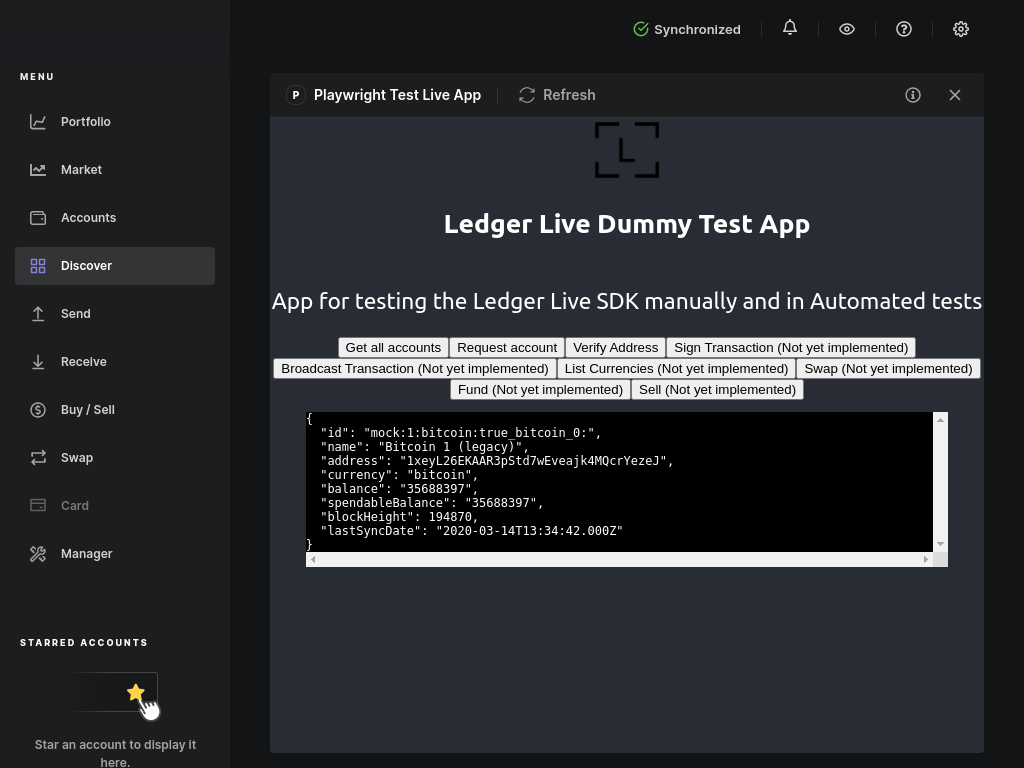 Synchronized
MENU
Portfolio
Market
Accounts
Discover
Send
Receive
Buy / Sell
Swap
Card
Manager
STARRED ACCOUNTS
Star an account to display it
here.
P Playwright Test Live App Refresh
L
Ledger Live Dummy Test App
App for testing the Ledger Live SDK manually and in Automated tests
Get all accounts Request account Verify Address Sign Transaction (Not yet implemented)
Broadcast Transaction (Not yet implemented) List Currencies (Not yet implemented) Swap (Not yet implemented)
Fund (Not yet implemented) Sell (Not yet implemented)
{
"id": "mock:1:bitcoin:true_bitcoin_0:",
"name": "Bitcoin 1 (legacy)",
"address": "1xeyL26EKAAR3pStd7wEveajk4MQcrYezeJ",
"currency": "bitcoin",
"balance": "35688397",
"spendableBalance": "35688397",
"blockHeight": 194870,
"lastSyncDate": "2020-03-14T13:34:42.000Z"
}